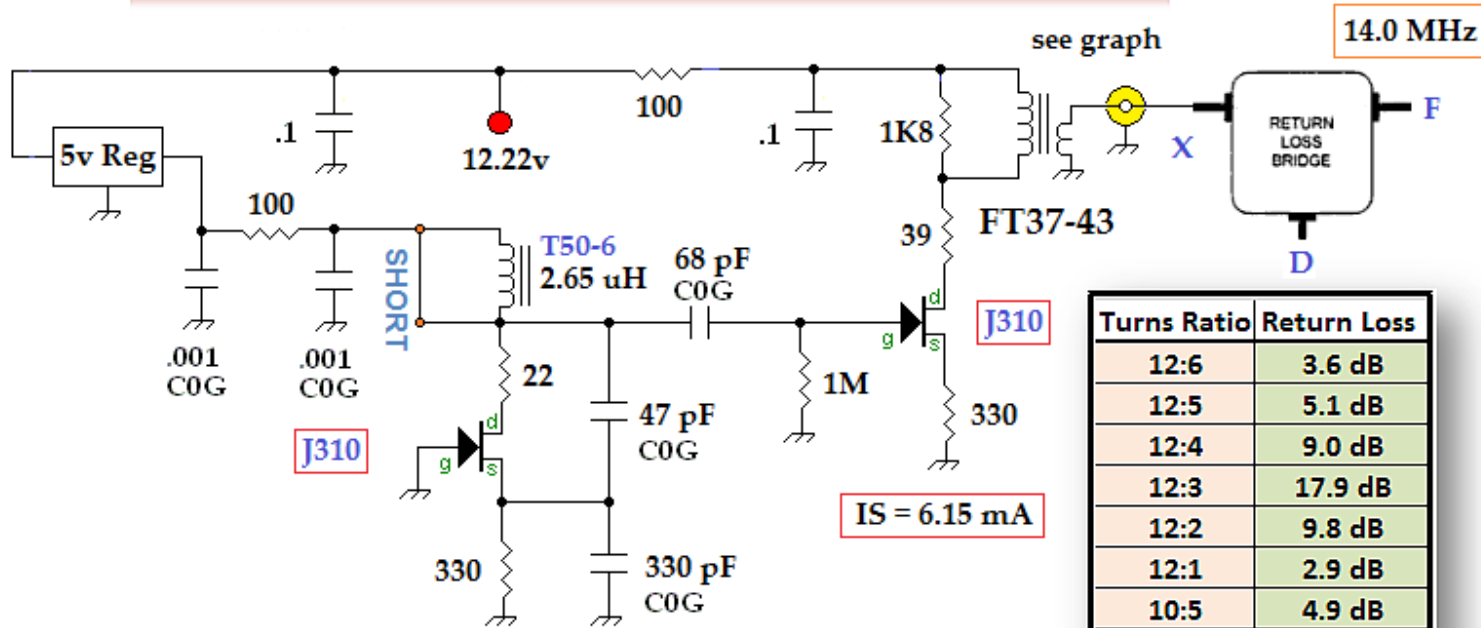 14.0 MHz
see graph
100
.1
12.22v
.1
1K8
5v Reg
X
RETURN
LOSS
BRIDGE
F
D
100
39
FT37-43
SHORT
T50-6
2.65 uH
68 pF
C0G
.001
C0G
.001
C0G
22
d
g
s
J310
47 pF
C0G
1M
d
g
s
J310
330
IS = 6.15 mA
330
330 pF
C0G
Turns Ratio Return Loss
12:6 3.6 dB
12:5 5.1 dB
12:4 9.0 dB
12:3 17.9 dB
12:2 9.8 dB
12:1 2.9 dB
10:5 4.9 dB